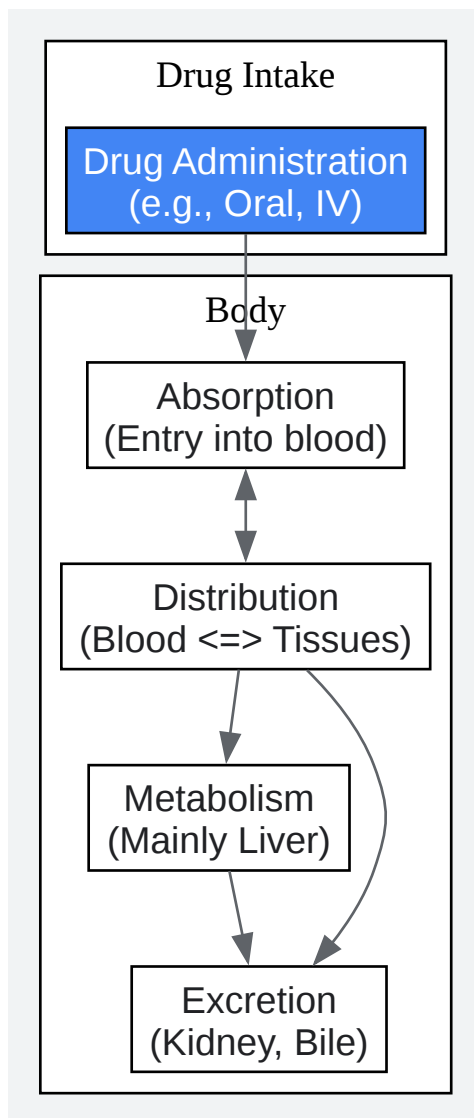 Drug Intake
Drug Administration
(e.g., Oral, IV)
Body
Absorption
(Entry into blood)
Distribution
(Blood <=> Tissues)
Metabolism
(Mainly Liver)
Excretion
(Kidney, Bile)